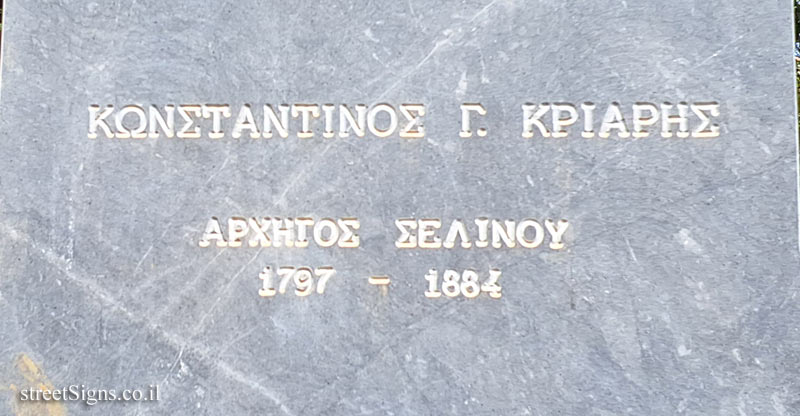 ΚΩΝΣΤΑΝΤΙΝΟΣ Γ. ΚΡΙΑΡΗΣ
ΑΡΧΗΓΟΣ ΣΕΛΙΝΟΥ
1797 - 1884
streetSigns.co.il